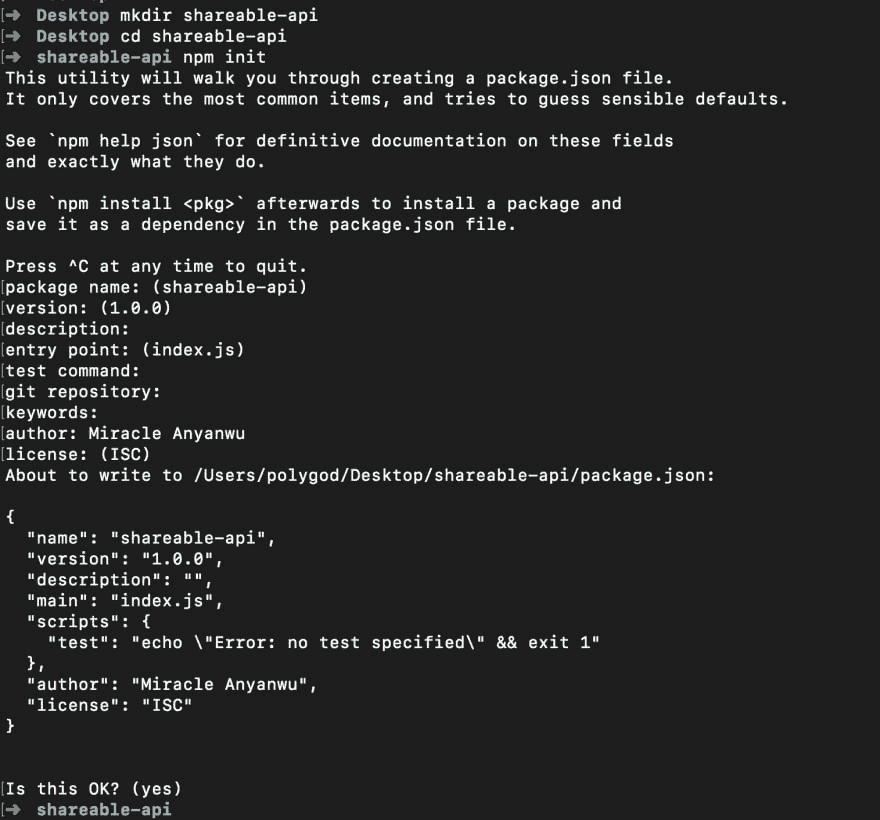 [→ Desktop mkdir shareable-api
[→ Desktop cd shareable-api
[→ shareable-api npm init
This utility will walk you through creating a package.json file.
It only covers the most common items, and tries to guess sensible defaults.

See `npm help json` for definitive documentation on these fields
and exactly what they do.

Use `npm install <pkg>` afterwards to install a package and
save it as a dependency in the package.json file.

Press ^C at any time to quit.
[package name: (shareable-api)
[version: (1.0.0)
[description:
[entry point: (index.js)
[test command:
[git repository:
[keywords:
[author: Miracle Anyanwu
[license: (ISC)
About to write to /Users/polygod/Desktop/shareable-api/package.json:

{
  "name": "shareable-api",
  "version": "1.0.0",
  "description": "",
  "main": "index.js",
  "scripts": {
    "test": "echo \"Error: no test specified\" && exit 1"
  },
  "author": "Miracle Anyanwu",
  "license": "ISC"
}

[Is this OK? (yes)
[→ shareable-api